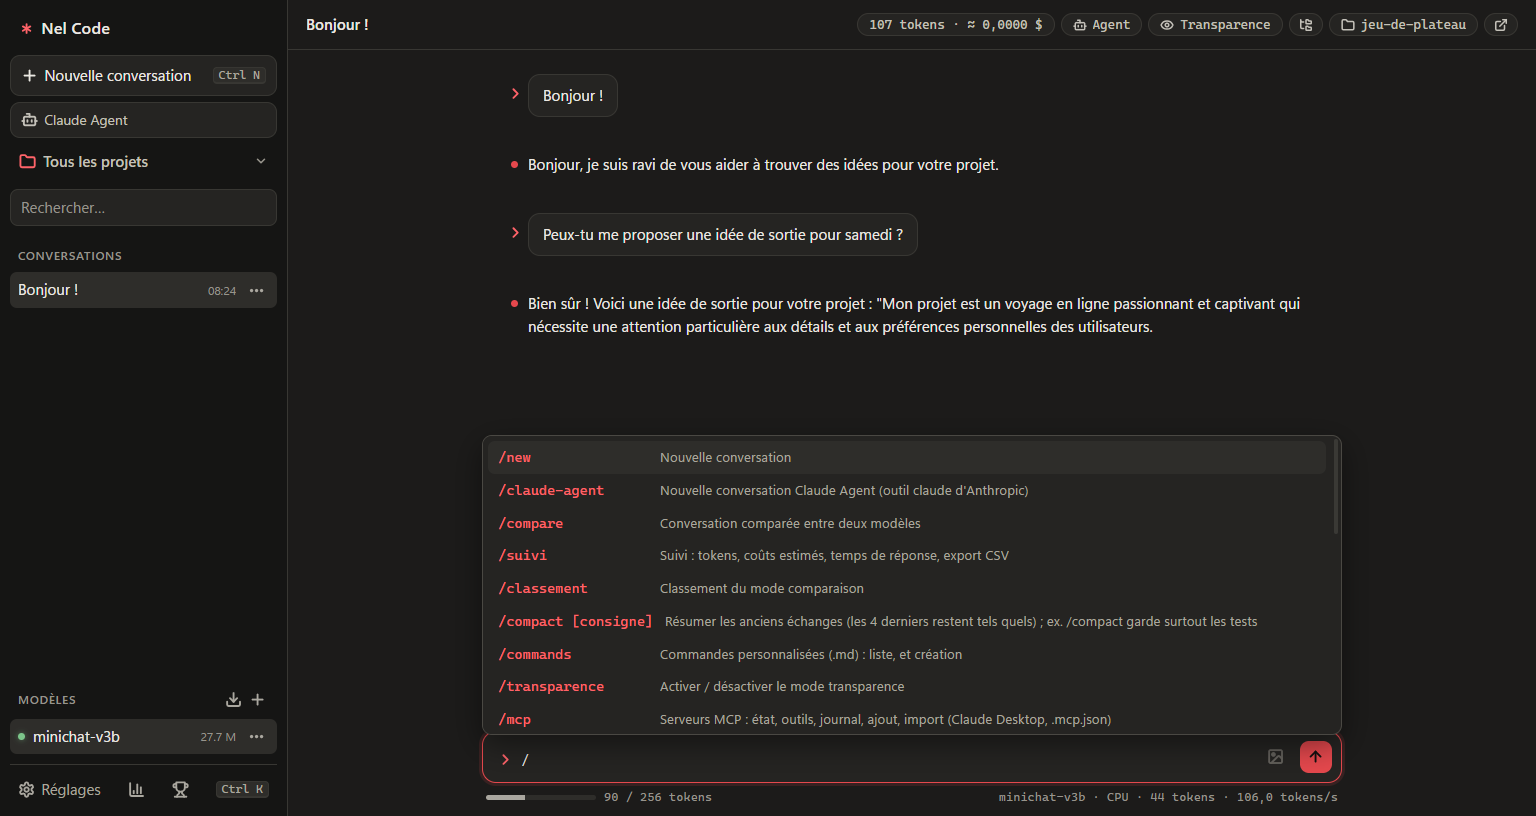 Nel Code
Nouvelle conversation Ctrl N
Claude Agent
Tous les projets
Rechercher...
CONVERSATIONS
Bonjour ! 08:24
MODÈLES
minichat-v3b 27.7 M
Réglages Ctrl K
Bonjour !
107 tokens · ≈ 0,0000 $ Agent Transparence jeu-de-plateau
Bonjour !
Bonjour, je suis ravi de vous aider à trouver des idées pour votre projet.
Peux-tu me proposer une idée de sortie pour samedi ?
Bien sûr ! Voici une idée de sortie pour votre projet : "Mon projet est un voyage en ligne passionnant et captivant qui
nécessite une attention particulière aux détails et aux préférences personnelles des utilisateurs.
/new Nouvelle conversation
/claude-agent Nouvelle conversation Claude Agent (outil claude d'Anthropic)
/compare Conversation comparée entre deux modèles
/suivi Suivi : tokens, coûts estimés, temps de réponse, export CSV
/classement Classement du mode comparaison
/compact [consigne] Résumer les anciens échanges (les 4 derniers restent tels quels) ; ex. /compact garde surtout les tests
/commands Commandes personnalisées (.md) : liste, et création
/transparence Activer / désactiver le mode transparence
/mcp Serveurs MCP : état, outils, journal, ajout, import (Claude Desktop, .mcp.json)
/
90 / 256 tokens
minichat-v3b · CPU · 44 tokens · 106,0 tokens/s